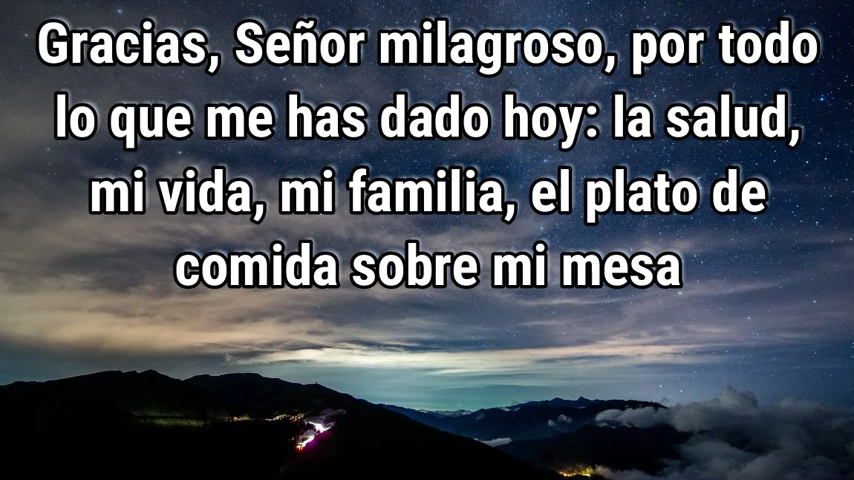 Gracias, Señor milagroso, por todo
lo que me has dado hoy: la salud,
mi vida, mi familia, el plato de
comida sobre mi mesa